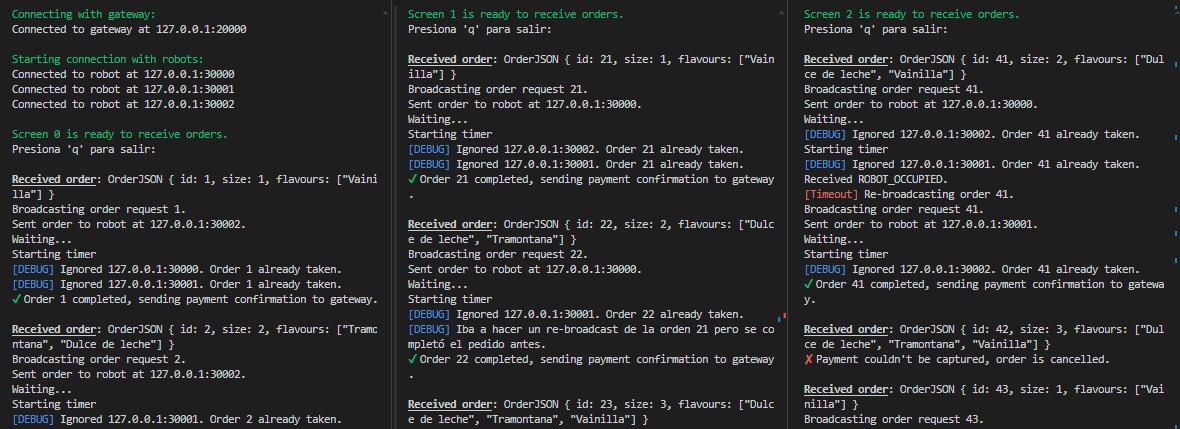 Connecting with gateway:
Connected to gateway at 127.0.0.1:20000
Starting connection with robots:
Connected to robot at 127.0.0.1:30000
Connected to robot at 127.0.0.1:30001
Connected to robot at 127.0.0.1:30002
Screen 0 is ready to receive orders.
Presiona 'q' para salir:
Received order: OrderJSON { id: 1, size: 1, flavours: ["Vaini
lla"] }
Broadcasting order request 1.
Sent order to robot at 127.0.0.1:30002.
Waiting...
Starting timer
[DEBUG] Ignored 127.0.0.1:30000. Order 1 already taken.
[DEBUG] Ignored 127.0.0.1:30001. Order 1 already taken.
✓ Order 1 completed, sending payment confirmation to gateway.
Received order: OrderJSON { id: 2, size: 2, flavours: ["Tramo
ntana", "Dulce de leche"] }
Broadcasting order request 2.
Sent order to robot at 127.0.0.1:30002.
Waiting...
Starting timer
[DEBUG] Ignored 127.0.0.1:30001. Order 2 already taken.
Screen 1 is ready to receive orders.
Presiona 'q' para salir:
Received order: OrderJSON { id: 21, size: 1, flavours: ["Vain
illa"] }
Broadcasting order request 21.
Sent order to robot at 127.0.0.1:30000.
Waiting...
Starting timer
[DEBUG] Ignored 127.0.0.1:30002. Order 21 already taken.
[DEBUG] Ignored 127.0.0.1:30001. Order 21 already taken.
✓ Order 21 completed, sending payment confirmation to gateway
.
Received order: OrderJSON { id: 22, size: 2, flavours: ["Dulc
e de leche", "Tramontana"] }
Broadcasting order request 22.
Sent order to robot at 127.0.0.1:30000.
Waiting...
Starting timer
[DEBUG] Ignored 127.0.0.1:30001. Order 22 already taken.
[DEBUG] Iba a hacer un re-broadcast de la orden 21 pero se co
mpletó el pedido antes.
✓ Order 22 completed, sending payment confirmation to gateway
.
Received order: OrderJSON { id: 23, size: 3, flavours: ["Dulc
e de leche", "Tramontana", "Vainilla"] }
Screen 2 is ready to receive orders.
Presiona 'q' para salir:
Received order: OrderJSON { id: 41, size: 2, flavours: ["Dul
ce de leche", "Vainilla"] }
Broadcasting order request 41.
Sent order to robot at 127.0.0.1:30000.
Waiting...
[DEBUG] Ignored 127.0.0.1:30002. Order 41 already taken.
Starting timer
[DEBUG] Ignored 127.0.0.1:30001. Order 41 already taken.
Received ROBOT_OCCUPIED.
[Timeout] Re-broadcasting order 41.
Broadcasting order request 41.
Sent order to robot at 127.0.0.1:30001.
Waiting...
Starting timer
[DEBUG] Ignored 127.0.0.1:30002. Order 41 already taken.
✓ Order 41 completed, sending payment confirmation to gatewa
y.
Received order: OrderJSON { id: 42, size: 3, flavours: ["Dul
ce de leche", "Tramontana", "Vainilla"] }
✗ Payment couldn't be captured, order is cancelled.
Received order: OrderJSON { id: 43, size: 1, flavours: ["Vai
nilla"] }
Broadcasting order request 43.